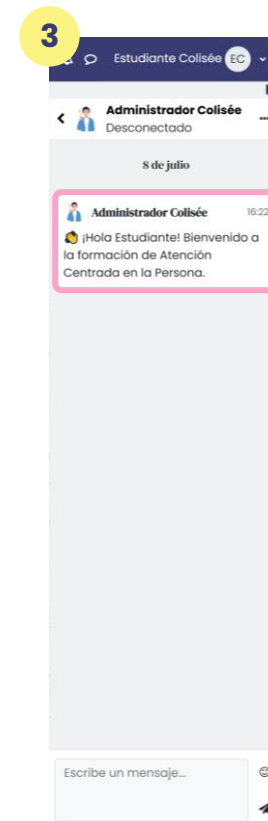 3
Estudiante Colisée EC
Administrador Colisée
Desconectado
8 de julio
Administrador Colisée 16:22
👏 ¡Hola Estudiante! Bienvenido a
la formación de Atención
Centrada en la Persona.
Escribe un mensaje...